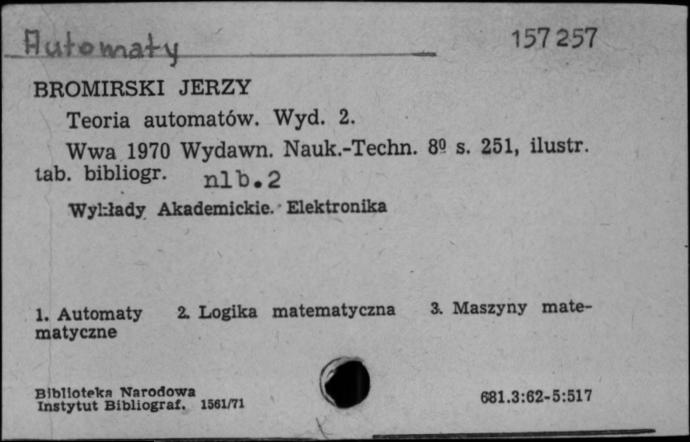 Automaty 157257
BROMIRSKI JERZY
Teoria automatów. Wyd. 2.
Wwa 1970 Wydawn. Nauk.-Techn. 8º s. 251, ilustr.
tab. bibliogr. nlb.2
Wykłady Akademickie. Elektronika
1. Automaty 2. Logika matematyczna 3. Maszyny mate-
matyczne
Biblioteka Narodowa
Instytut Bibliograf. 1561/71 681.3:62-5:517